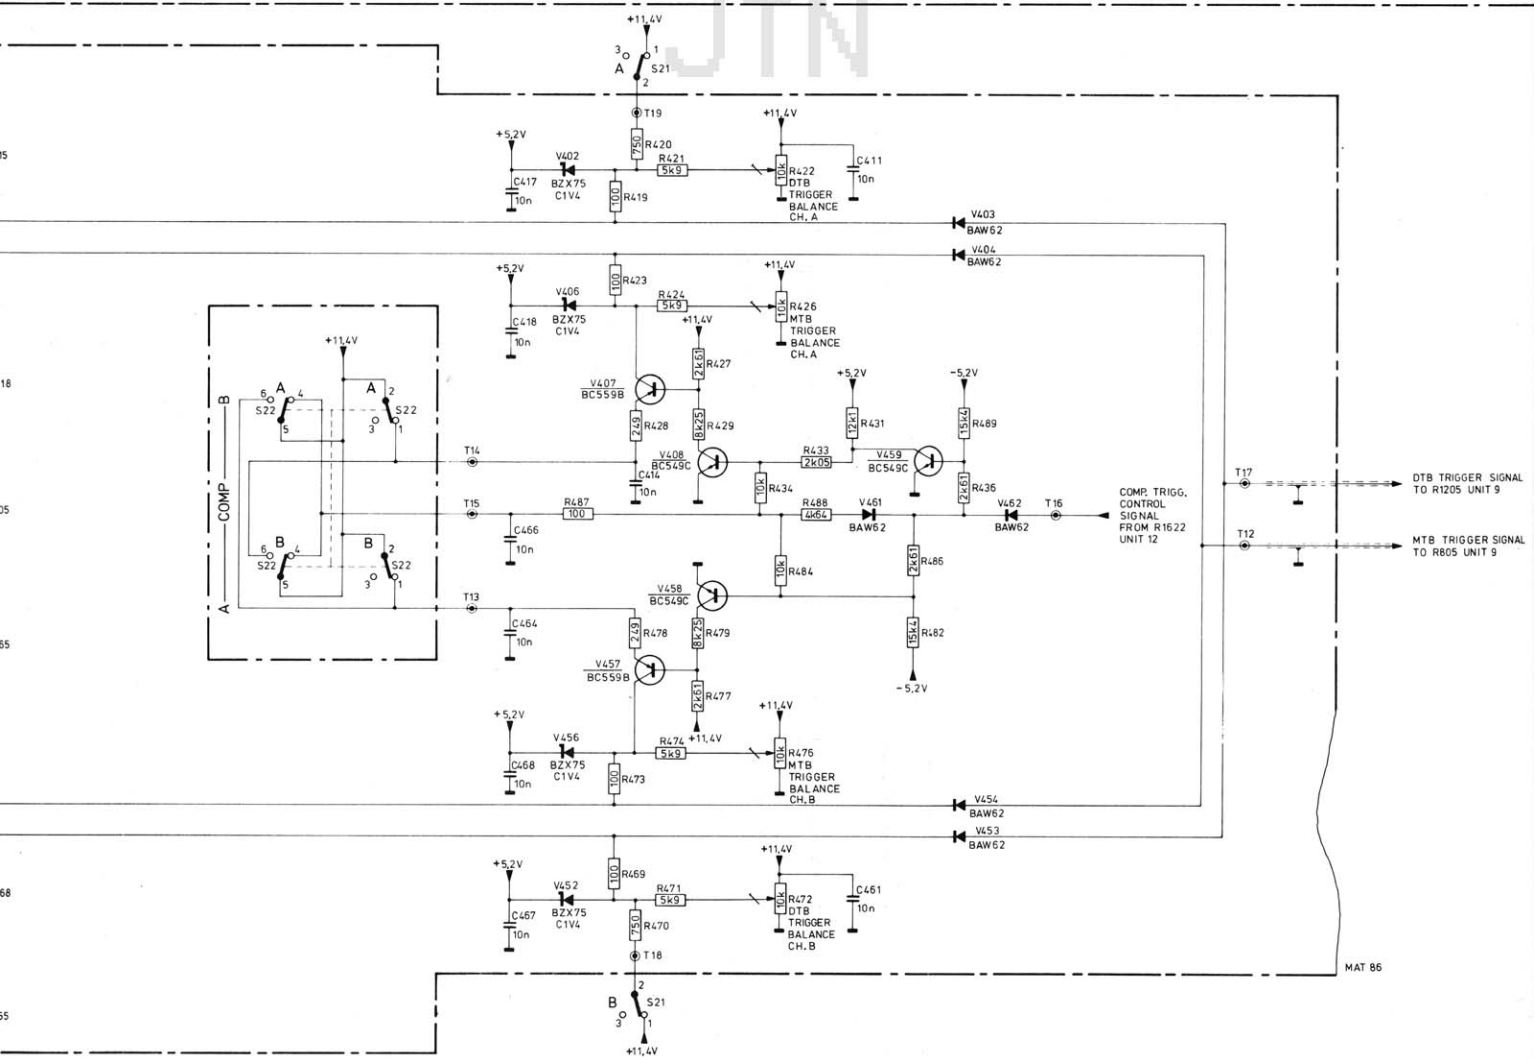 JTN
+11,4V
3 1
A S21
2
T19
+11,4V
+5,2V
750 R420
V402
R421
5k9
BZX75
C1V4
C417
10n
100 R419
10k R422
DTB
TRIGGER
BALANCE
CH. A
C411
10n
15
V403
BAW62
V404
BAW62
+5,2V
100 R423
+11,4V
V406
R424
5k9
BZX75
C1V4
C418
10n
10k R426
MTB
TRIGGER
BALANCE
CH. A
+11,4V
2k61 R427
+11,4V
V407
BC559B
18
+5,2V
-5,2V
A COMP B
6 A 4
S22
5
A 2
S22
3 1
249 R428
8k25 R429
12k1 R431
15k4 R489
T14
V408
BC549C
R433
2k05
V459
BC549C
C414
10n
10k R434
2k61 R436
T17
DTB TRIGGER SIGNAL
TO R1205 UNIT 9
05
T15
R487
100
R488
4k64
V461
BAW62
V462
BAW62
T16
COMP. TRIGG.
CONTROL
SIGNAL
FROM R1622
UNIT 12
C466
10n
B
6 4
S22
5
B 2
S22
3 1
T12
MTB TRIGGER SIGNAL
TO R805 UNIT 9
10k R484
2k61 R486
V458
BC549C
T13
C464
10n
249 R478
8k25 R479
15k4 R482
65
V457
BC559B
2k61 R477
-5,2V
+5,2V
+11,4V
+11,4V
V456
R474
5k9
BZX75
C1V4
C468
10n
100 R473
10k R476
MTB
TRIGGER
BALANCE
CH. B
V454
BAW62
V453
BAW62
+11,4V
+5,2V
100 R469
V452
R471
5k9
BZX75
C1V4
C467
10n
750 R470
10k R472
DTB
TRIGGER
BALANCE
CH. B
C461
10n
68
T18
MAT 86
2
B S21
3 1
+11,4V